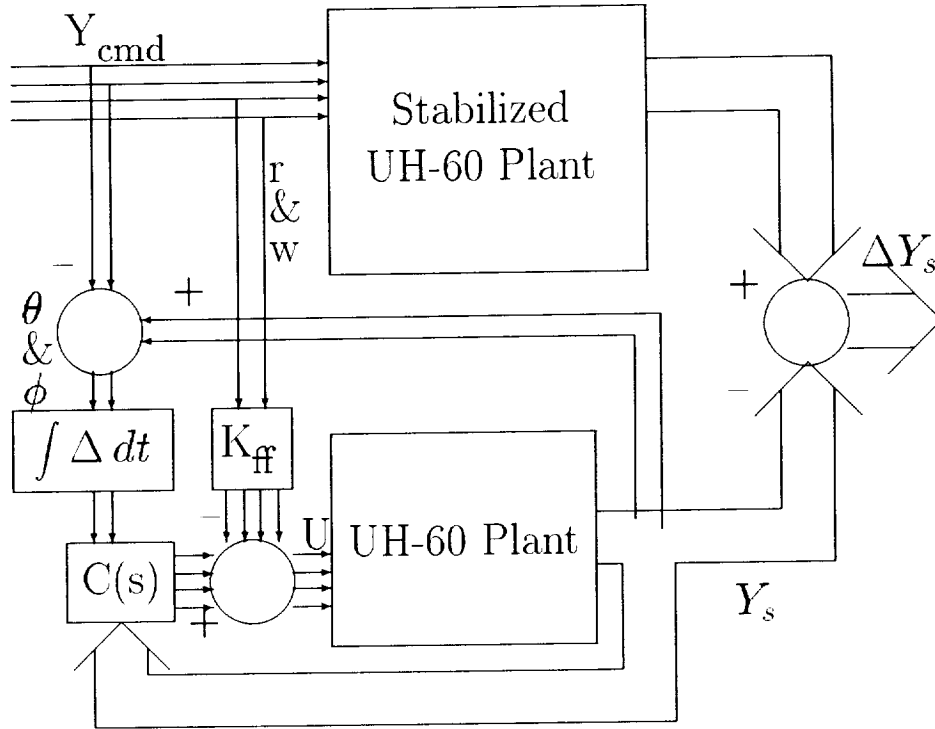 Y_cmd
Stabilized
UH-60 Plant
r
&
w
−
+
θ
&
ϕ
+
−
ΔY_s
∫ Δ dt
K_ff
−
U
UH-60 Plant
C(s)
+
Y_s